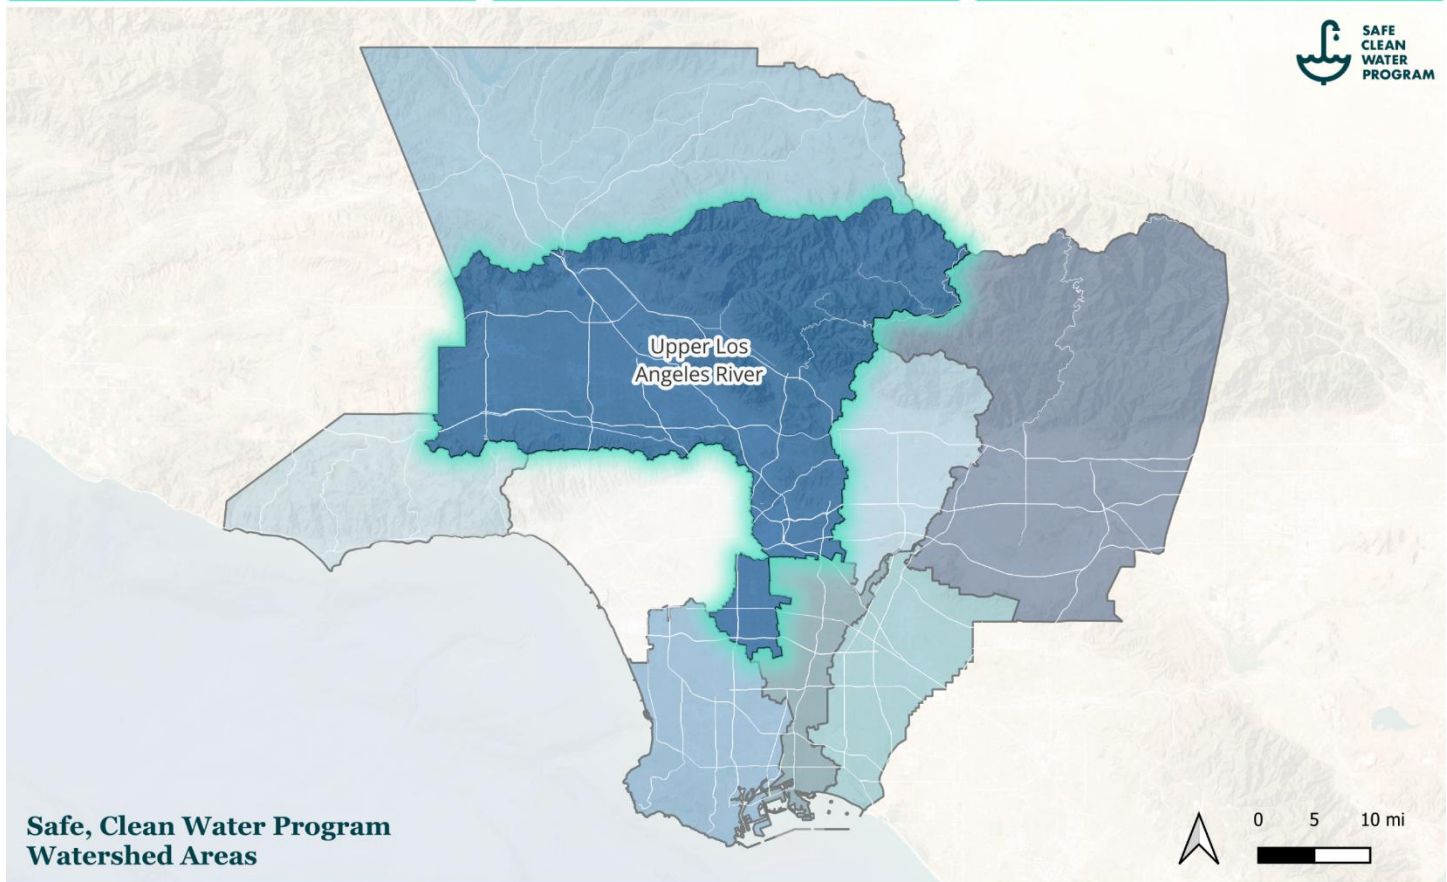 SAFE
CLEAN
WATER
PROGRAM
Upper Los
Angeles River
Safe, Clean Water Program
Watershed Areas
0 5 10 mi